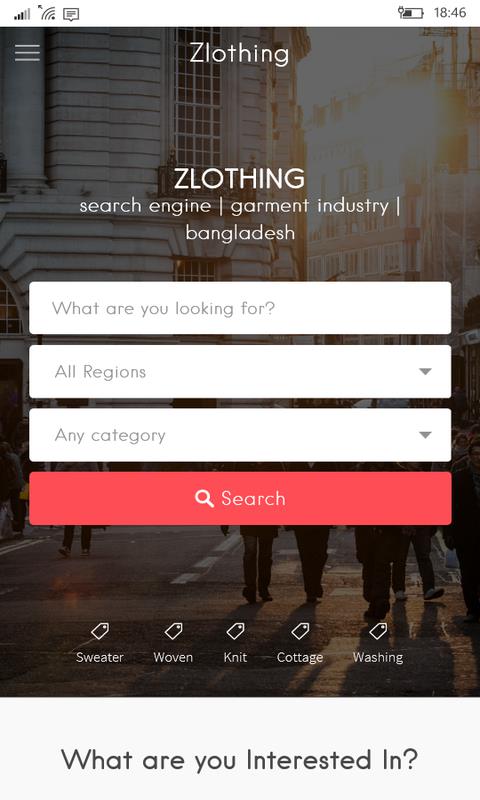 18:46
Zlothing
ZLOTHING
search engine | garment industry |
bangladesh
What are you looking for?
All Regions
Any category
Search
Sweater Woven Knit Cottage Washing
What are you Interested In?